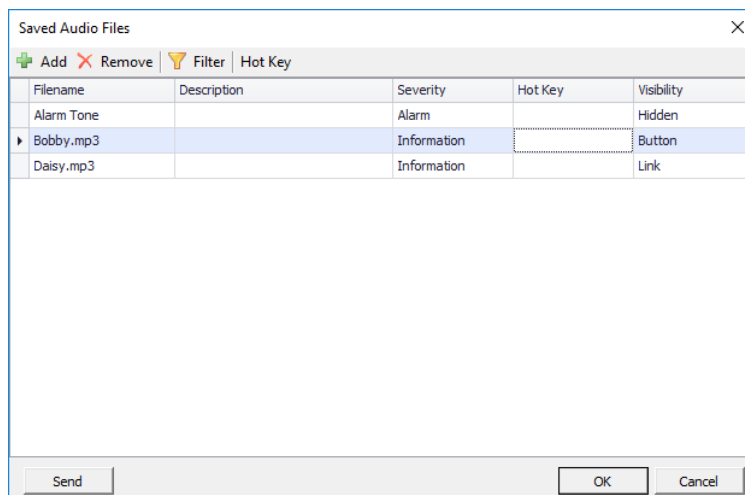 Saved Audio Files
Add Remove Filter Hot Key
Filename Description Severity Hot Key Visibility
Alarm Tone Alarm Hidden
Bobby.mp3 Information Button
Daisy.mp3 Information Link
Send OK Cancel